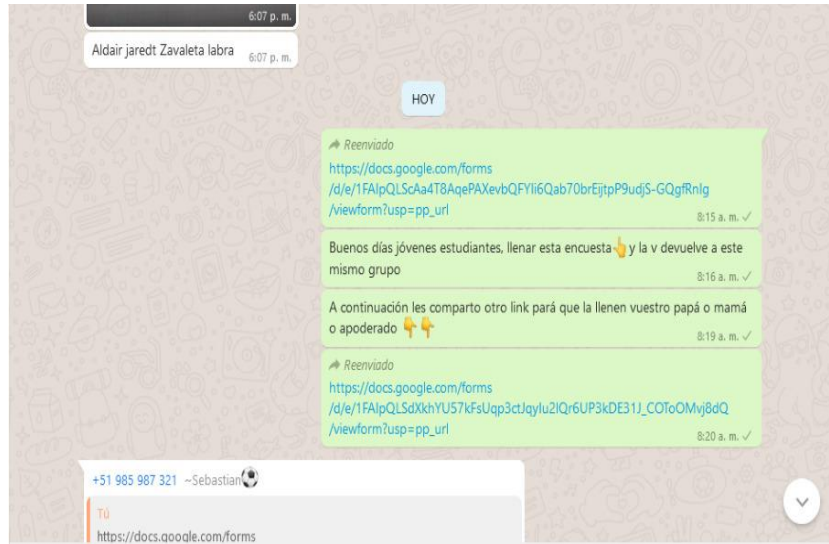 6:07 p. m.
Aldair jaredt Zavaleta labra
6:07 p. m.
HOY
Reenviado
https://docs.google.com/forms
/d/e/1FAIpQLScAa4T8AqePAXevbQFYIi6Qab70brEijtpP9udjS-GQgfRnIg
/viewform?usp=pp_url
8:15 a. m.
Buenos días jóvenes estudiantes, llenar esta encuesta👆y la v devuelve a este
mismo grupo
8:16 a. m.
A continuación les comparto otro link pará que la llenen vuestro papá o mamá
o apoderado 👇👇
8:19 a. m.
Reenviado
https://docs.google.com/forms
/d/e/1FAIpQLSdXkhYU57kFsUqp3ctJqyIu2IQr6UP3kDE31J_COToOMvj8dQ
/viewform?usp=pp_url
8:20 a. m.
+51 985 987 321 ~Sebastian⚽
Tú
https://docs.google.com/forms